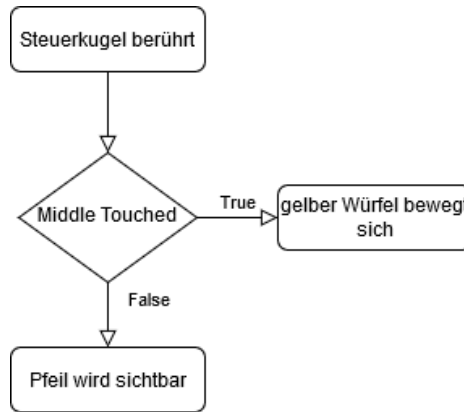 Steuerkugel berührt
Middle Touched
True
gelber Würfel bewegt
sich
False
Pfeil wird sichtbar